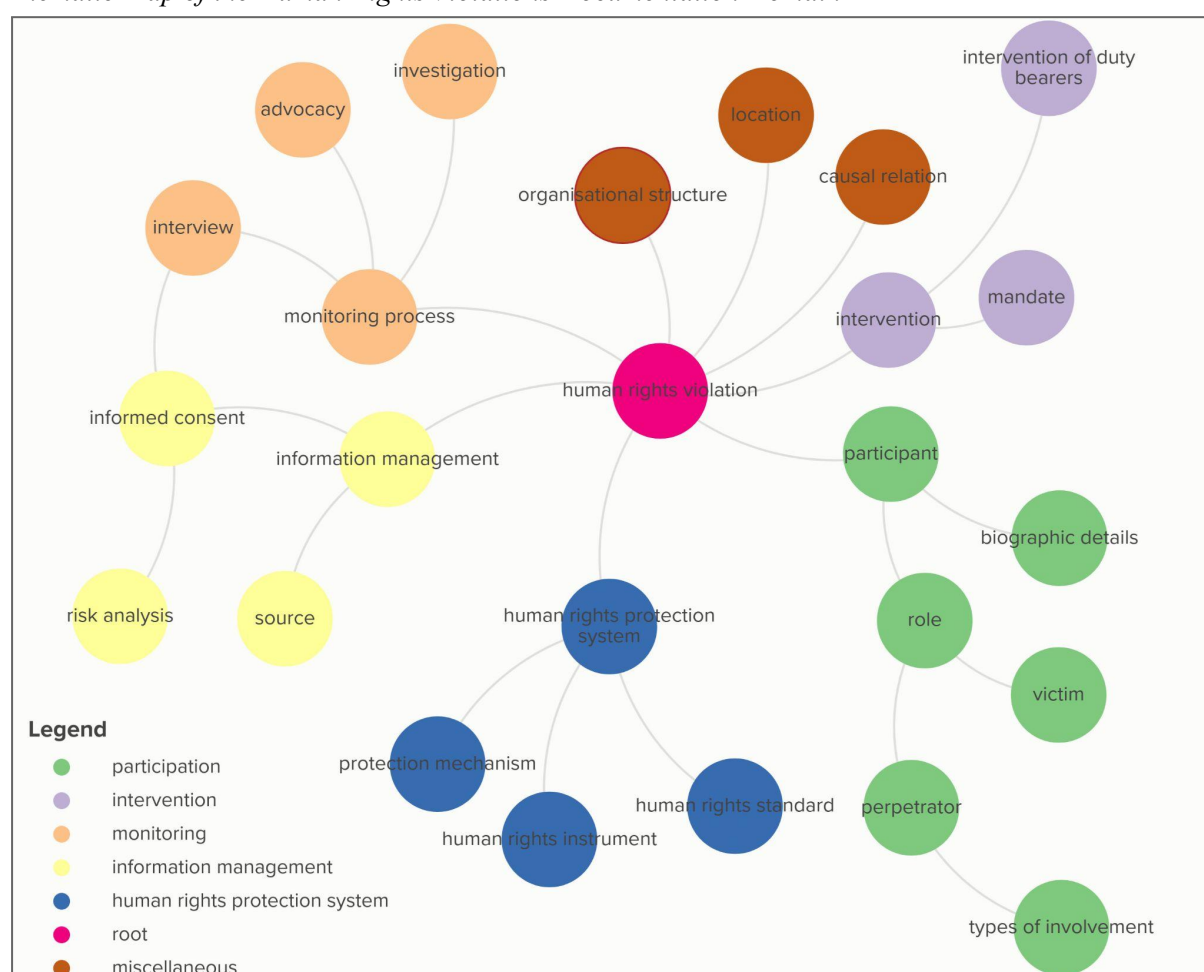 investigation
intervention of duty
bearers
advocacy
location
causal relation
organisational structure
interview
mandate
monitoring process
intervention
human rights violation
informed consent
information management
participant
biographic details
risk analysis
source
human rights protection
system
role
victim
Legend
participation
intervention
monitoring
information management
human rights protection system
root
miscellaneous
protection mechanism
human rights instrument
human rights standard
perpetrator
types of involvement